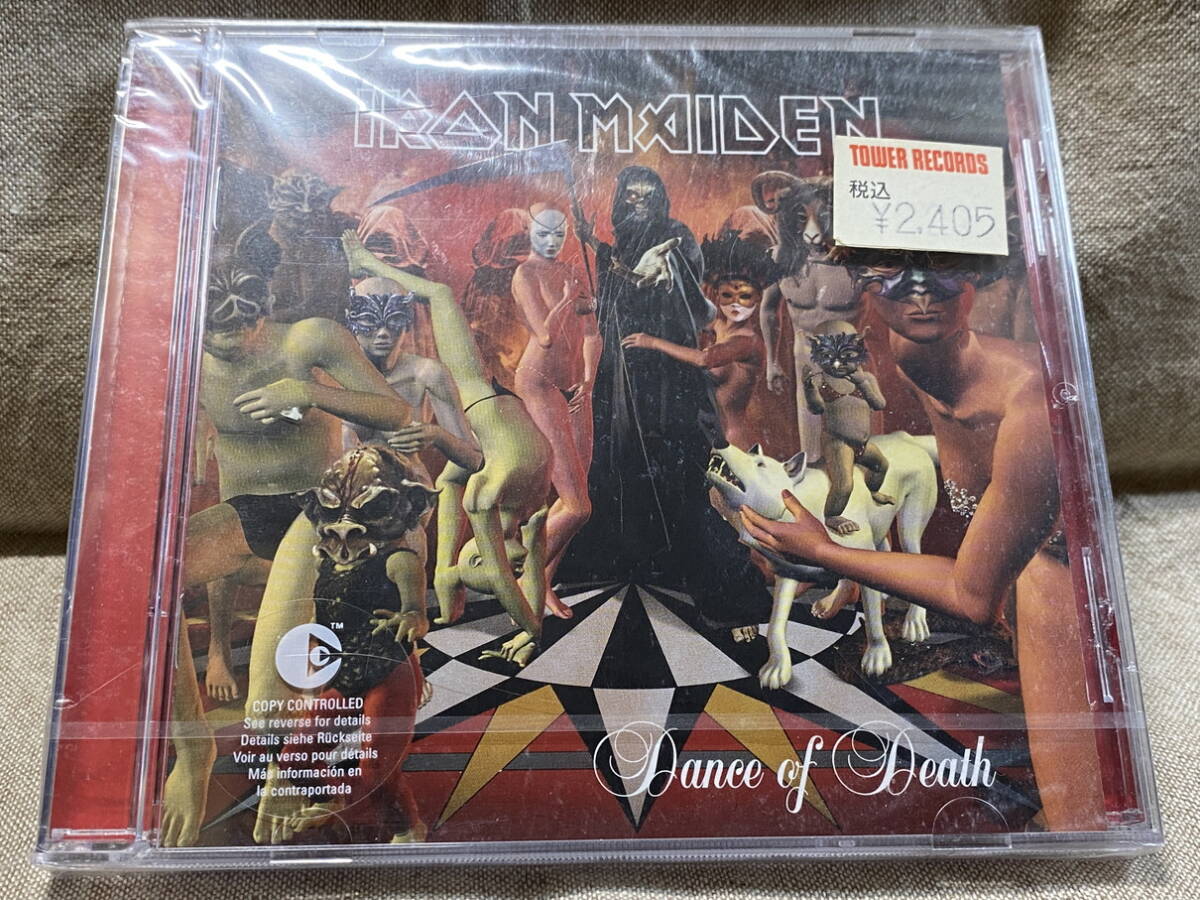 IRON MAIDEN
TOWER RECORDS
税込
¥2,405
TM
COPY CONTROLLED
See reverse for details
Details siehe Rückseite
Voir au verso pour détails
Más información en
la contraportada
Dance of Death